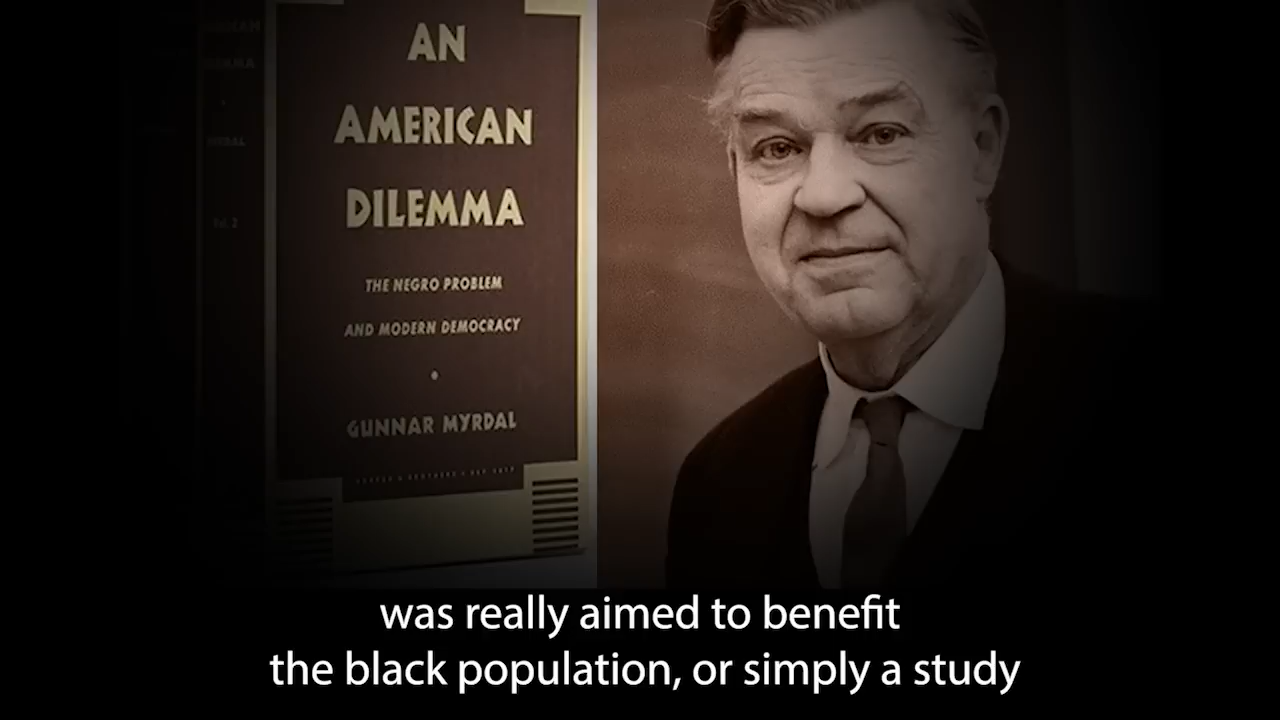 AN
AMERICAN
DILEMMA
THE NEGRO PROBLEM
AND MODERN DEMOCRACY
GUNNAR MYRDAL
was really aimed to benefit
the black population, or simply a study